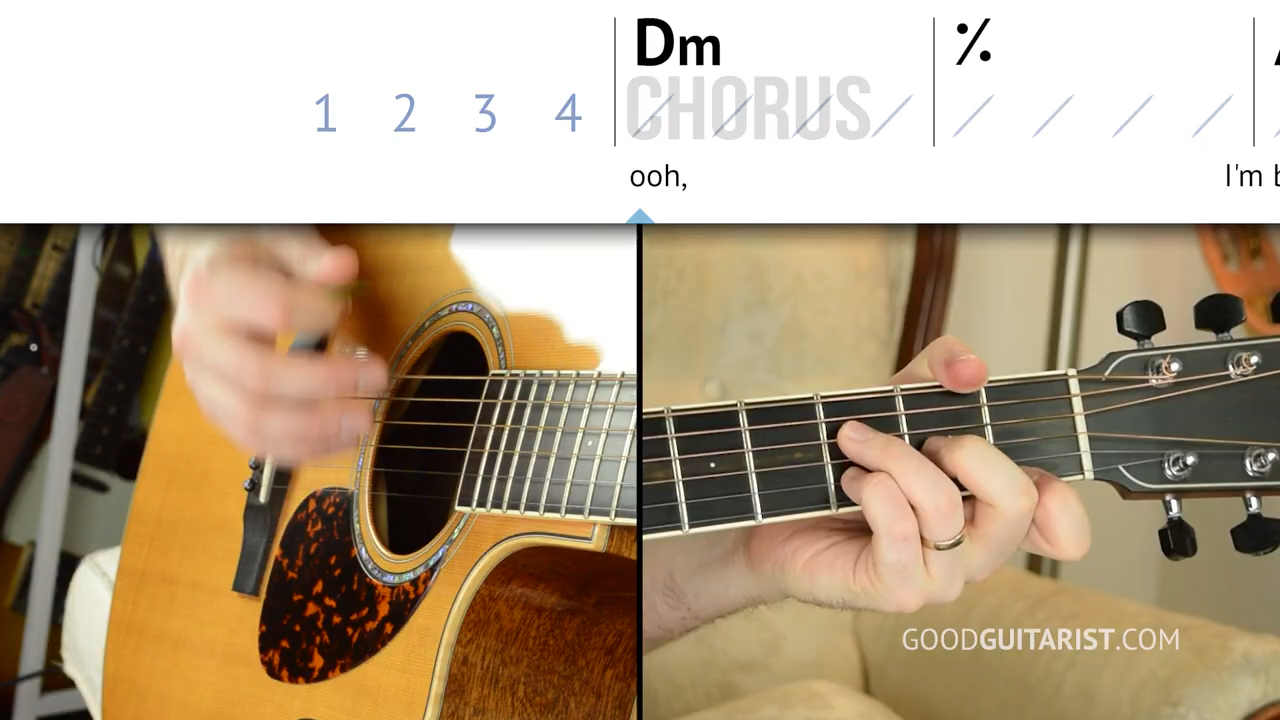 Dm 𝄎
CHORUS
1 2 3 4
ooh, I'm b
GOODGUITARIST.COM